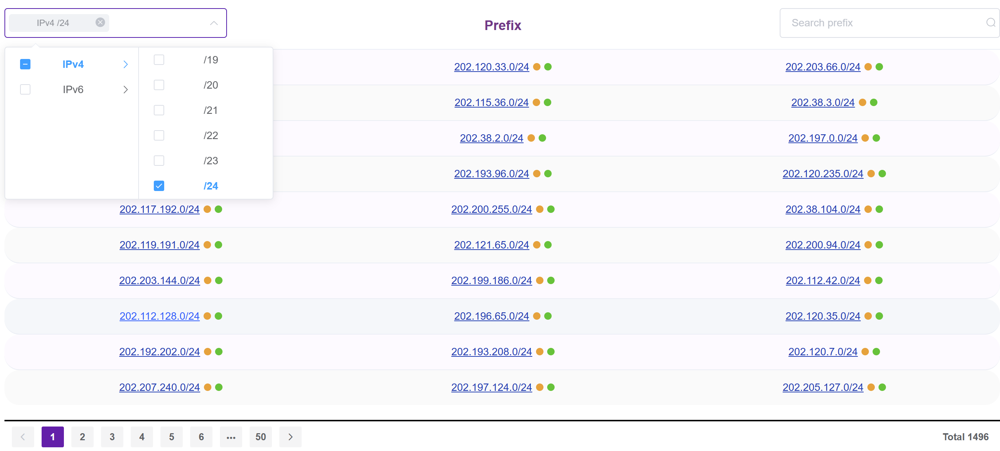 IPv4 /24
Prefix
Search prefix
IPv4
IPv6
/19
/20
/21
/22
/23
/24
202.120.33.0/24 202.203.66.0/24
202.115.36.0/24 202.38.3.0/24
202.38.2.0/24 202.197.0.0/24
202.193.96.0/24 202.120.235.0/24
202.117.192.0/24 202.200.255.0/24 202.38.104.0/24
202.119.191.0/24 202.121.65.0/24 202.200.94.0/24
202.203.144.0/24 202.199.186.0/24 202.112.42.0/24
202.112.128.0/24 202.196.65.0/24 202.120.35.0/24
202.192.202.0/24 202.193.208.0/24 202.120.7.0/24
202.207.240.0/24 202.197.124.0/24 202.205.127.0/24
1 2 3 4 5 6 ... 50 Total 1496